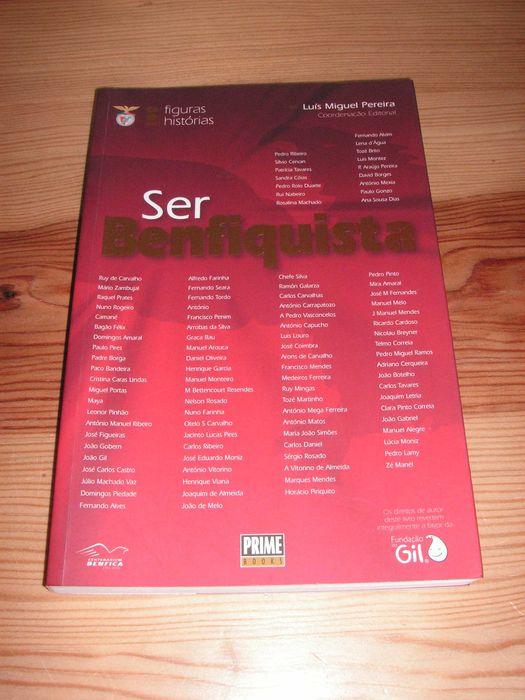 figuras
histórias
Luís Miguel Pereira
Coordenação Editorial
Pedro Ribeiro
Sílvio Cervan
Patrícia Tavares
Sandra Cóias
Pedro Rolo Duarte
Rui Nabeiro
Rosalina Machado
Fernando Alvim
Lena d'Água
Tozé Brito
Luís Montez
P. Araújo Pereira
David Borges
António Mexia
Paulo Gonzo
Ana Sousa Dias
Ser
Benfiquista
Ruy de Carvalho
Mário Zambujal
Raquel Prates
Nuno Rogeiro
Camané
Bagão Félix
Domingos Amaral
Paulo Pires
Padre Borga
Paco Bandeira
Cristina Caras Lindas
Miguel Portas
Maya
Leonor Pinhão
António Manuel Ribeiro
José Figueiras
João Gobern
João Gil
José Carlos Castro
Júlio Machado Vaz
Domingos Piedade
Fernando Alves
Alfredo Farinha
Fernando Seara
Fernando Tordo
António
Francisco Penim
Arrobas da Silva
Graça Bau
Manuel Arouca
Daniel Oliveira
Henrique Garcia
Manuel Monteiro
M Bettencourt Resendes
Nelson Rosado
Nuno Farinha
Otelo S Carvalho
Jacinto Lucas Pires
Carlos Ribeiro
José Eduardo Moniz
António Vitorino
Henrique Viana
Joaquim de Almeida
João de Melo
Chefe Silva
Ramón Galarza
Carlos Carvalhas
António Carrapatozo
A Pedro Vasconcelos
António Capucho
Luís Louro
José Coimbra
Arons de Carvalho
Francisco Mendes
Medeiros Ferreira
Ruy Mingas
Tozé Martinho
António Mega Ferreira
António Matos
Maria João Simões
Carlos Daniel
Sérgio Rosado
A Vitorino de Almeida
Marques Mendes
Horácio Piriquito
Pedro Pinto
Mira Amaral
José M Fernandes
Manuel Melo
J Manuel Mendes
Ricardo Cardoso
Nicolau Breyner
Telmo Correia
Pedro Miguel Ramos
Adriano Cerqueira
João Botelho
Carlos Tavares
Joaquim Letria
Clara Pinto Correia
João Gabriel
Manuel Alegre
Lúcia Moniz
Pedro Lamy
Zé Manel
Os direitos de autor
deste livro revertem
integralmente a favor da
Fundação
do Gil
CENTENARIUM
BENFICA
PRIME
BOOKS